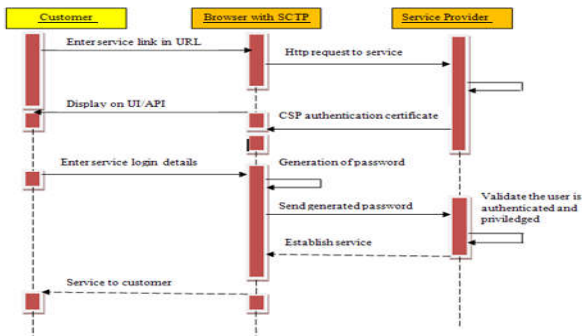 Customer
Browser with SCTP
Service Provider
Enter service link in URL
Http request to service
Display on UI/API
CSP authentication certificate
Enter service login details
Generation of password
Send generated password
Validate the user is
authenticated and
priviledged
Establish service
Service to customer